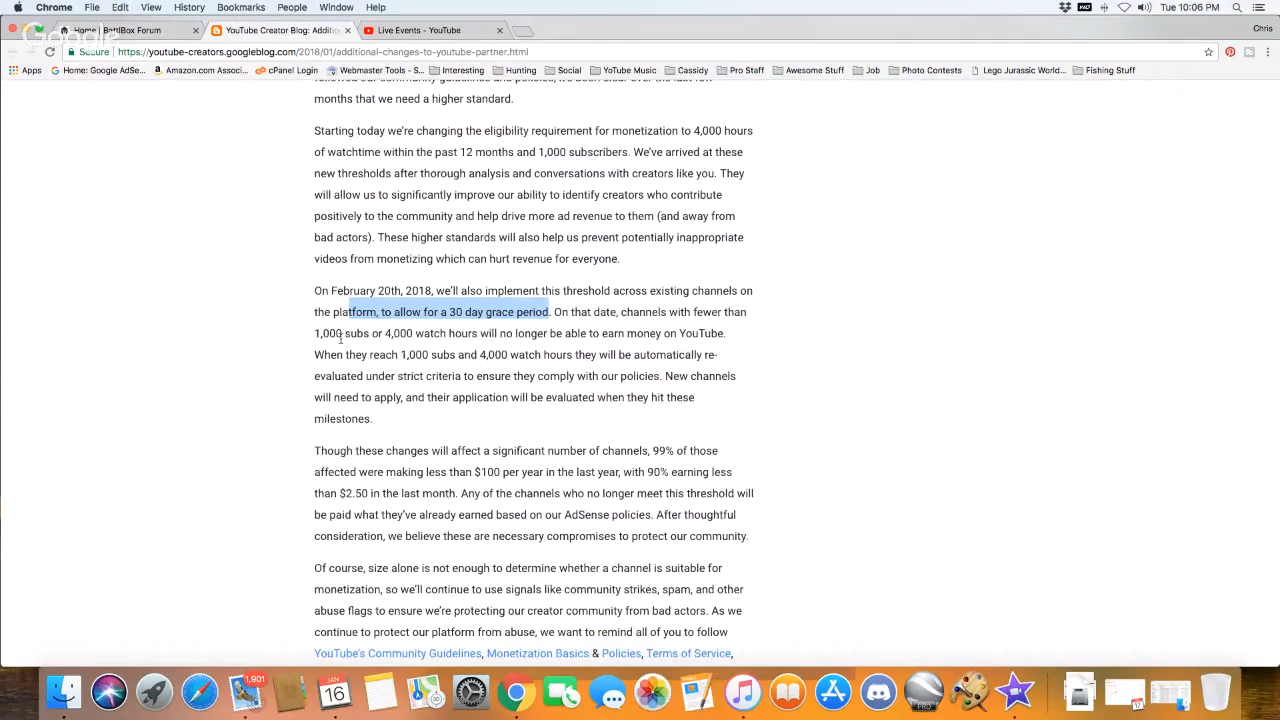 Chrome File Edit View History Bookmarks People Window Help Tue 10:06 PM
Home | BattlBox Forum YouTube Creator Blog: Additio Live Events - YouTube Chris
Google
Secure https://youtube-creators.googleblog.com/2018/01/additional-changes-to-youtube-partner.html
Apps Home: Google AdSe... Amazon.com Associ... cPanel Login Webmaster Tools - S... Interesting Hunting Social YoTube Music Cassidy Pro Staff Awesome Stuff Job Photo Contests Lego Jurassic World... Fishing Stuff
months that we need a higher standard.
Starting today we're changing the eligibility requirement for monetization to 4,000 hours
of watchtime within the past 12 months and 1,000 subscribers. We've arrived at these
new thresholds after thorough analysis and conversations with creators like you. They
will allow us to significantly improve our ability to identify creators who contribute
positively to the community and help drive more ad revenue to them (and away from
bad actors). These higher standards will also help us prevent potentially inappropriate
videos from monetizing which can hurt revenue for everyone.
On February 20th, 2018, we'll also implement this threshold across existing channels on
the platform, to allow for a 30 day grace period. On that date, channels with fewer than
1,000 subs or 4,000 watch hours will no longer be able to earn money on YouTube.
When they reach 1,000 subs and 4,000 watch hours they will be automatically re-
evaluated under strict criteria to ensure they comply with our policies. New channels
will need to apply, and their application will be evaluated when they hit these
milestones.
Though these changes will affect a significant number of channels, 99% of those
affected were making less than $100 per year in the last year, with 90% earning less
than $2.50 in the last month. Any of the channels who no longer meet this threshold will
be paid what they've already earned based on our AdSense policies. After thoughtful
consideration, we believe these are necessary compromises to protect our community.
Of course, size alone is not enough to determine whether a channel is suitable for
monetization, so we'll continue to use signals like community strikes, spam, and other
abuse flags to ensure we're protecting our creator community from bad actors. As we
continue to protect our platform from abuse, we want to remind all of you to follow
YouTube's Community Guidelines, Monetization Basics & Policies, Terms of Service,
1,901
JAN
16